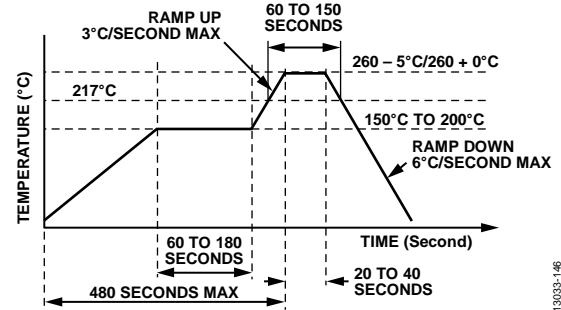 RAMP UP
3°C/SECOND MAX
60 TO 150
SECONDS
260 – 5°C/260 + 0°C
217°C
150°C TO 200°C
RAMP DOWN
6°C/SECOND MAX
TEMPERATURE (°C)
TIME (Second)
60 TO 180
SECONDS
20 TO 40
SECONDS
480 SECONDS MAX
13033-146